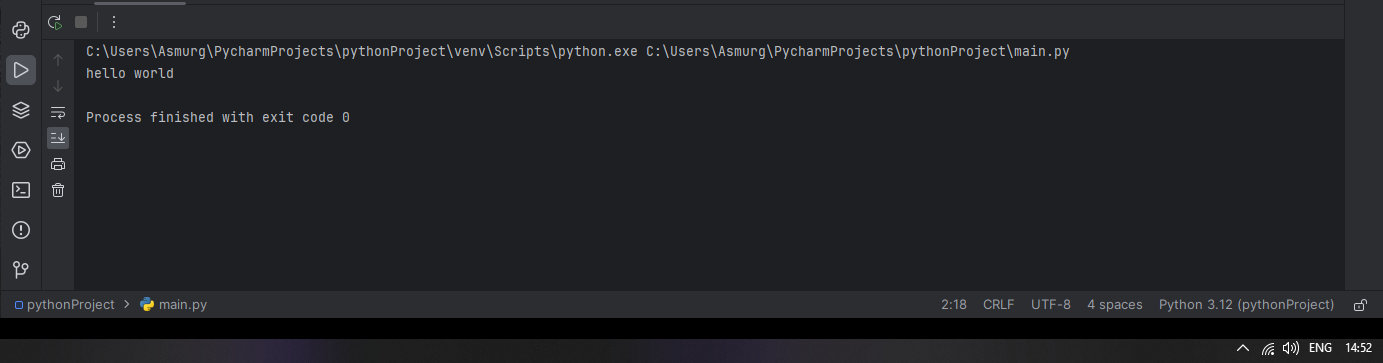 C:\Users\Asmurg\PycharmProjects\pythonProject\venv\Scripts\python.exe C:\Users\Asmurg\PycharmProjects\pythonProject\main.py
hello world
Process finished with exit code 0
pythonProject > main.py 2:18 CRLF UTF-8 4 spaces Python 3.12 (pythonProject)
ENG 14:52